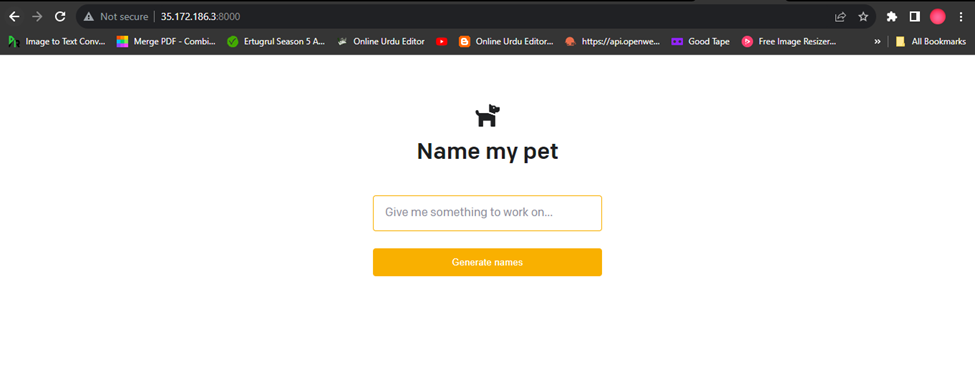 Not secure 35.172.186.3:8000
Image to Text Conv... Merge PDF - Combi... Ertugrul Season 5 A... Online Urdu Editor Online Urdu Editor... https://api.openwe... Good Tape Free Image Resizer... » All Bookmarks
Name my pet
Give me something to work on...
Generate names